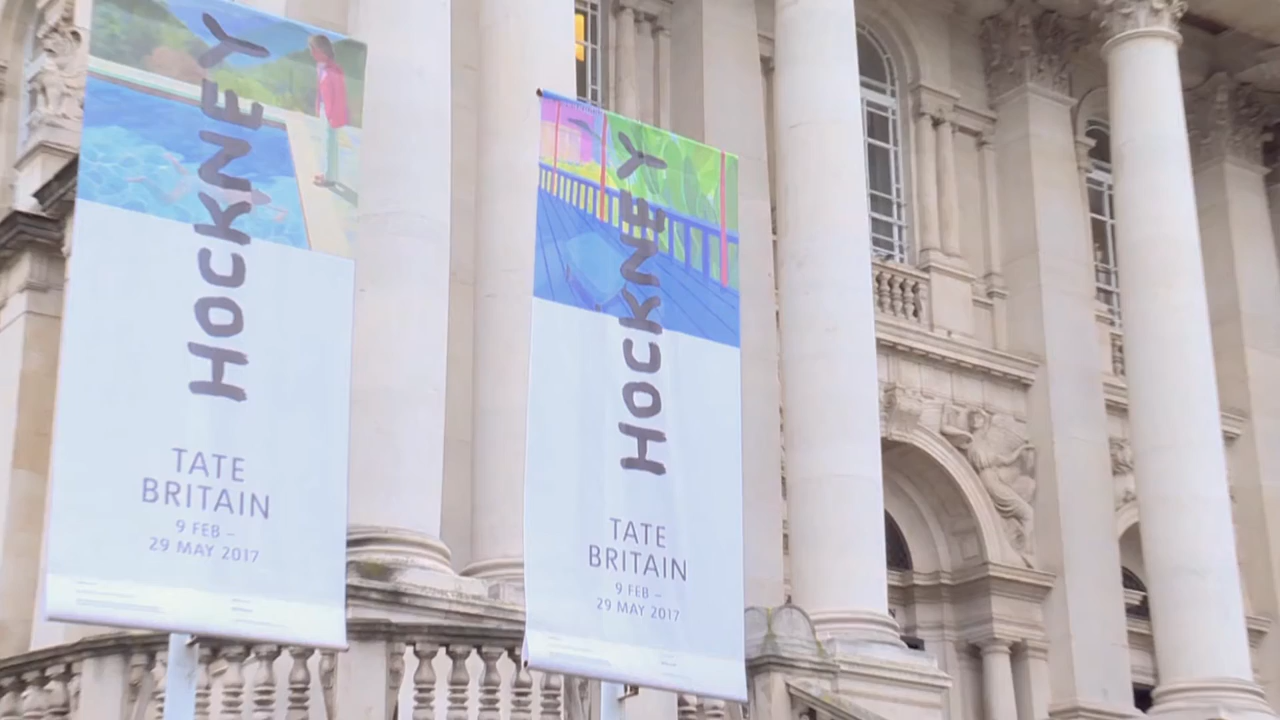 HOCKNEY
TATE
BRITAIN
9 FEB –
29 MAY 2017
HOCKNEY
TATE
BRITAIN
9 FEB –
29 MAY 2017